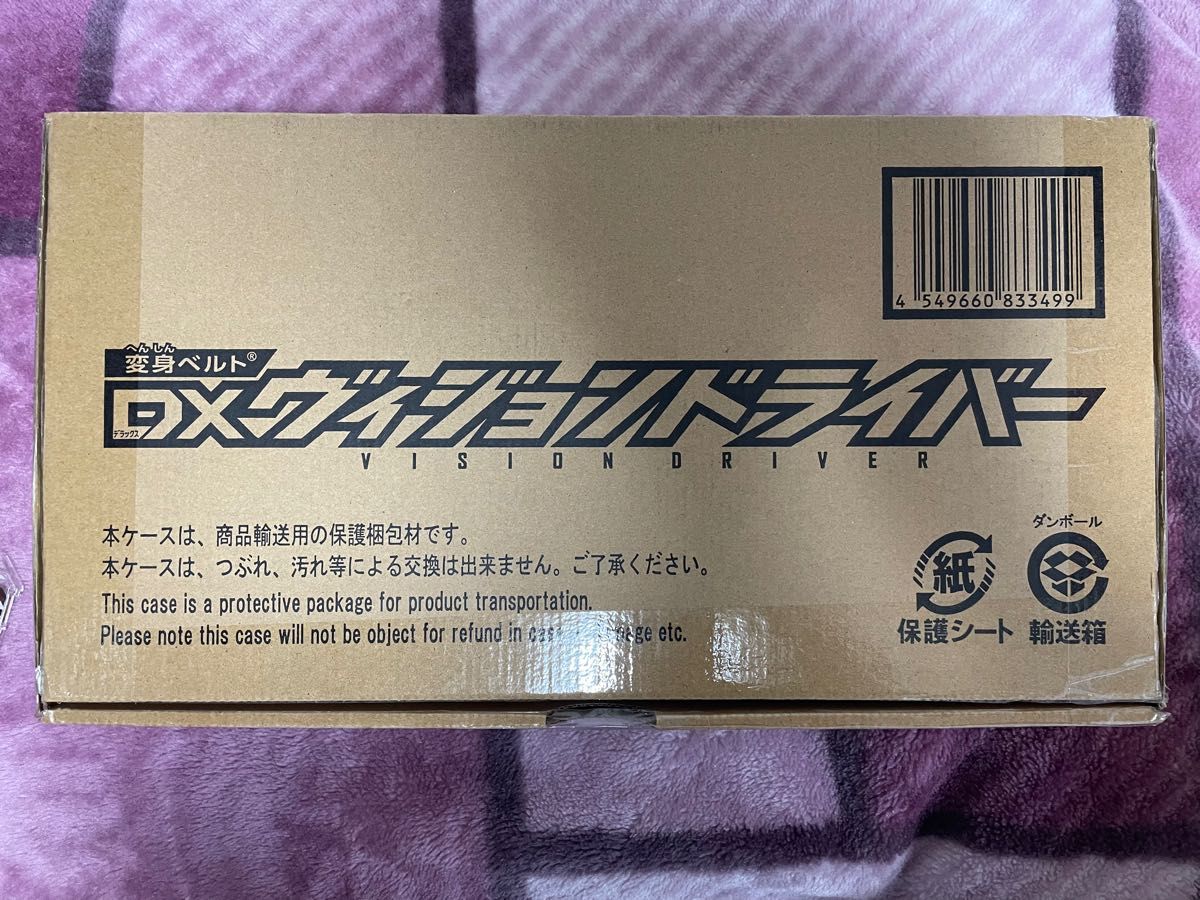 4 549660 833499
へんしん
変身ベルト®
DXヴィジョンドライバー
デラックス
VISION DRIVER
本ケースは、商品輸送用の保護梱包材です。
本ケースは、つぶれ、汚れ等による交換は出来ません。ご了承ください。
This case is a protective package for product transportation.
Please note this case will not be object for refund in etc.
ダンボール
紙
保護シート
輸送箱